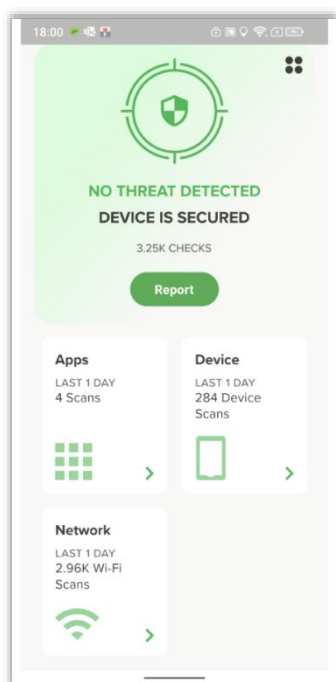 18:00
NO THREAT DETECTED
DEVICE IS SECURED
3.25K CHECKS
Report
Apps
LAST 1 DAY
4 Scans
Device
LAST 1 DAY
284 Device
Scans
Network
LAST 1 DAY
2.96K Wi-Fi
Scans